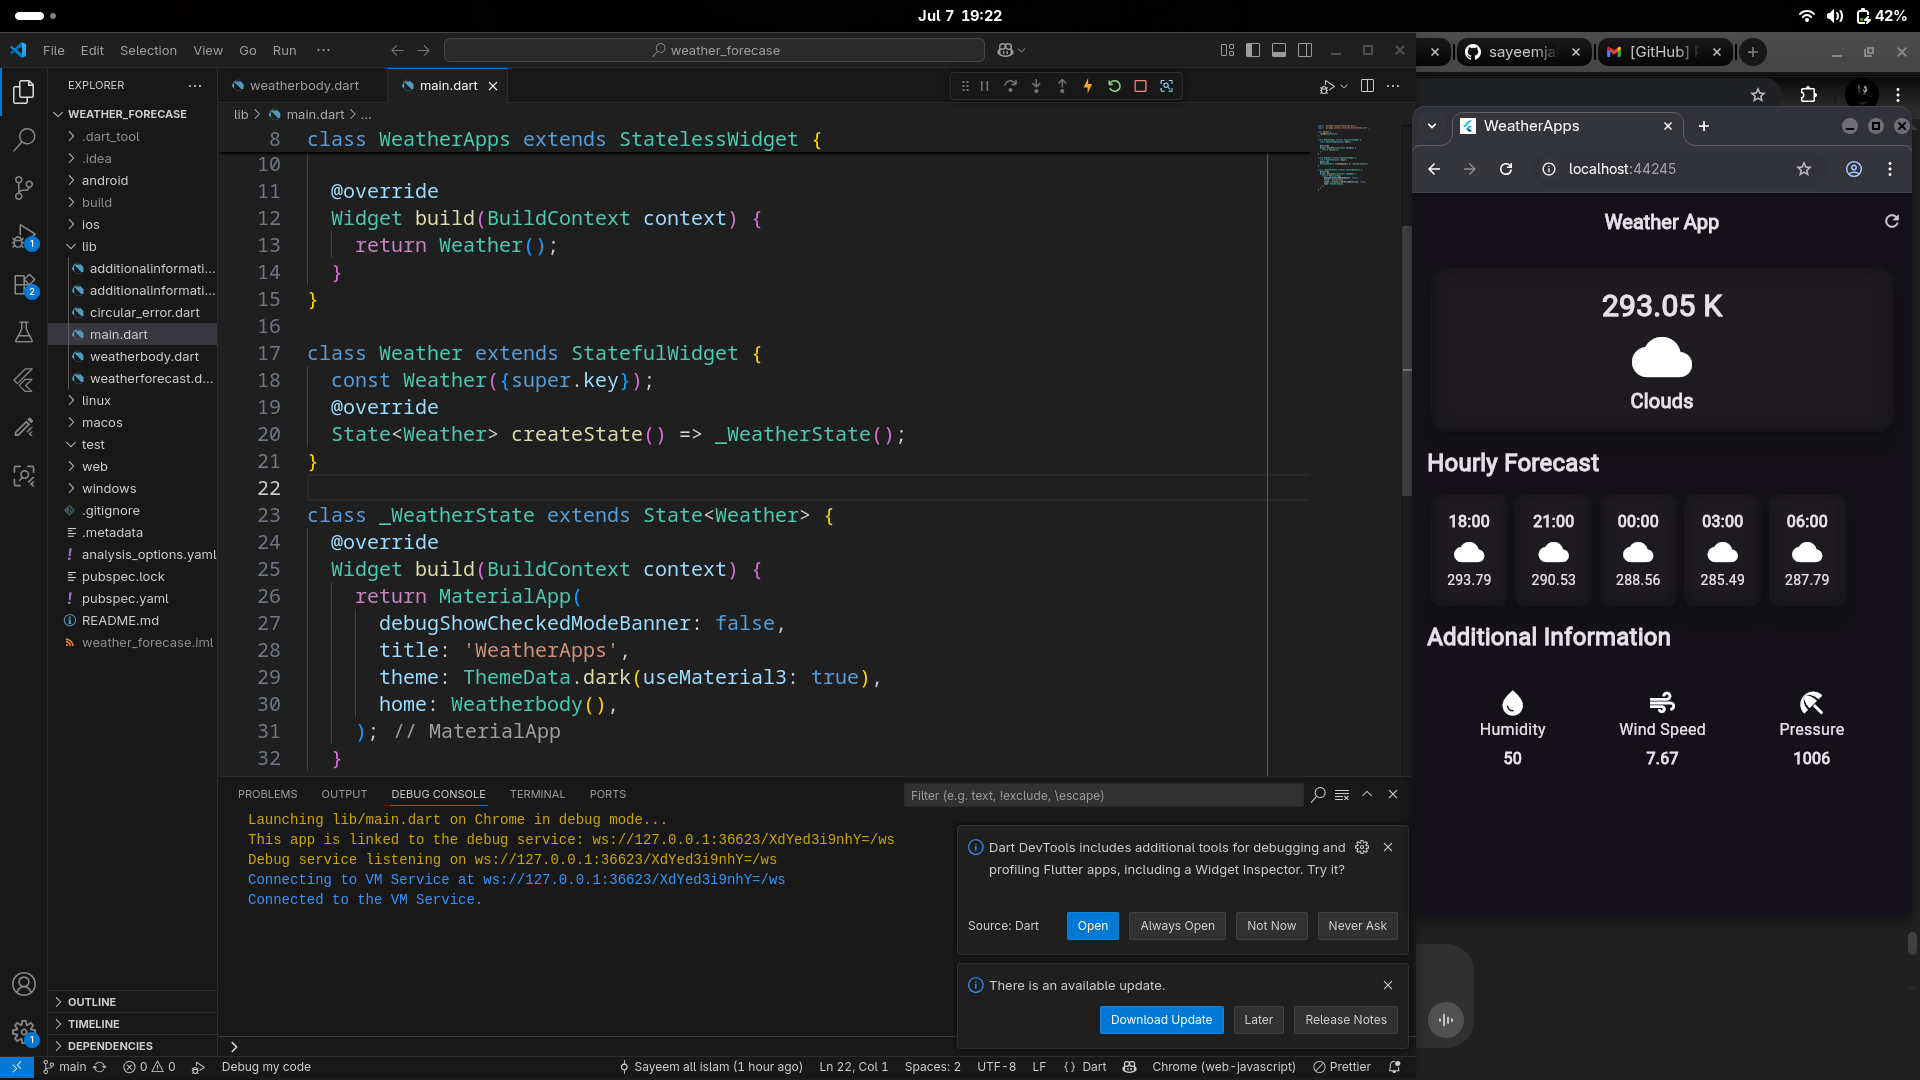 Jul 7 19:22
42%
File Edit Selection View Go Run ···
weather_forecase
EXPLORER
WEATHER_FORECASE
.dart_tool
.idea
android
build
ios
lib
additionalinformati...
additionalinformati...
circular_error.dart
main.dart
weatherbody.dart
weatherforecast.d...
linux
macos
test
web
windows
.gitignore
.metadata
analysis_options.yaml
pubspec.lock
pubspec.yaml
README.md
weather_forecase.iml
OUTLINE
TIMELINE
DEPENDENCIES
1
2
1
weatherbody.dart
main.dart
lib > main.dart > ...
8 class WeatherApps extends StatelessWidget {
10
11 @override
12 Widget build(BuildContext context) {
13 return Weather();
14 }
15 }
16
17 class Weather extends StatefulWidget {
18 const Weather({super.key});
19 @override
20 State<Weather> createState() => _WeatherState();
21 }
22
23 class _WeatherState extends State<Weather> {
24 @override
25 Widget build(BuildContext context) {
26 return MaterialApp(
27 debugShowCheckedModeBanner: false,
28 title: 'WeatherApps',
29 theme: ThemeData.dark(useMaterial3: true),
30 home: Weatherbody(),
31 ); // MaterialApp
32 }
PROBLEMS OUTPUT DEBUG CONSOLE TERMINAL PORTS
Filter (e.g. text, !exclude, \escape)
Launching lib/main.dart on Chrome in debug mode...
This app is linked to the debug service: ws://127.0.0.1:36623/XdYed3i9nhY=/ws
Debug service listening on ws://127.0.0.1:36623/XdYed3i9nhY=/ws
Connecting to VM Service at ws://127.0.0.1:36623/XdYed3i9nhY=/ws
Connected to the VM Service.
Dart DevTools includes additional tools for debugging and
profiling Flutter apps, including a Widget Inspector. Try it?
Source: Dart
Open
Always Open
Not Now
Never Ask
There is an available update.
Download Update
Later
Release Notes
main
0 0
Debug my code
Sayeem all islam (1 hour ago)
Ln 22, Col 1
Spaces: 2
UTF-8
LF
{ } Dart
Chrome (web-javascript)
Prettier
sayeemja
[GitHub]
WeatherApps
localhost:44245
Weather App
293.05 K
Clouds
Hourly Forecast
18:00 21:00 00:00 03:00 06:00
293.79 290.53 288.56 285.49 287.79
Additional Information
Humidity Wind Speed Pressure
50 7.67 1006